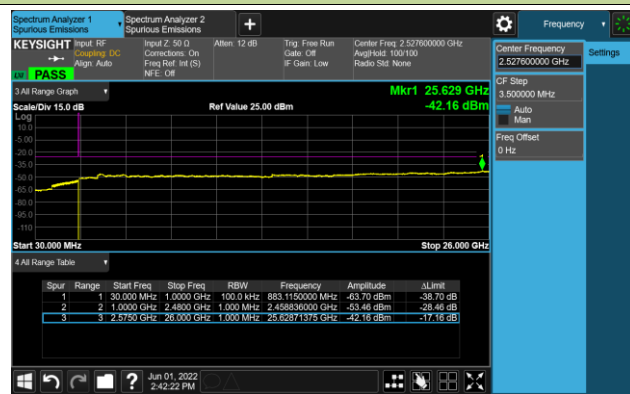 Spectrum Analyzer 1
Spurious Emissions
Spectrum Analyzer 2
Spurious Emissions
+
Frequency
KEYSIGHT
Input: RF
Coupling: DC
Align: Auto
Input Z: 50 Ω
Corrections: On
Freq Ref: Int (S)
NFE: Off
Atten: 12 dB
Trig: Free Run
Gate: Off
IF Gain: Low
Center Freq: 2.527600000 GHz
Avg|Hold: 100/100
Radio Std: None
PASS
Center Frequency
2.527600000 GHz
Settings
CF Step
3.500000 MHz
Auto
Man
Freq Offset
0 Hz
3 All Range Graph
Mkr1 25.629 GHz
-42.16 dBm
Scale/Div 15.0 dB
Ref Value 25.00 dBm
Log
10.0
-5.00
-20.0
-35.0
-50.0
-65.0
-80.0
-95.0
-110
Start 30.000 MHz
Stop 26.000 GHz
4 All Range Table
Spur Range Start Freq Stop Freq RBW Frequency Amplitude ΔLimit
1 1 30.000 MHz 1.0000 GHz 100.0 kHz 883.1150000 MHz -63.70 dBm -38.70 dB
2 2 1.0000 GHz 2.4800 GHz 1.000 MHz 2.458836000 GHz -53.46 dBm -28.46 dB
3 3 2.5750 GHz 26.000 GHz 1.000 MHz 25.62871375 GHz -42.16 dBm -17.16 dB
?
Jun 01, 2022
2:42:22 PM